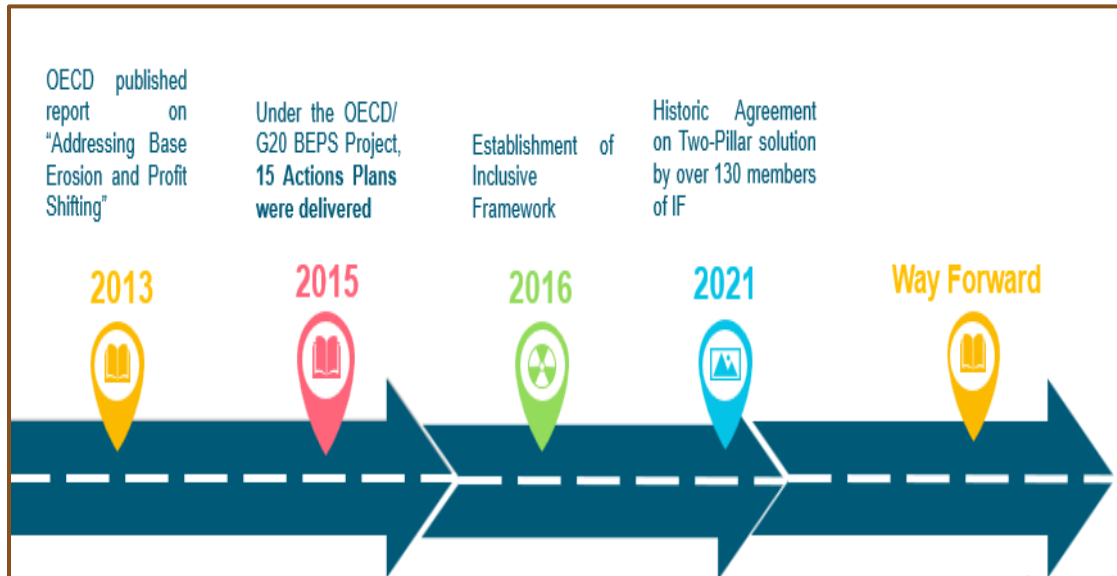 OECD published
report on
“Addressing Base
Erosion and Profit
Shifting”
2013
Under the OECD/
G20 BEPS Project,
15 Actions Plans
were delivered
2015
Establishment of
Inclusive
Framework
2016
Historic Agreement
on Two-Pillar solution
by over 130 members
of IF
2021
Way Forward